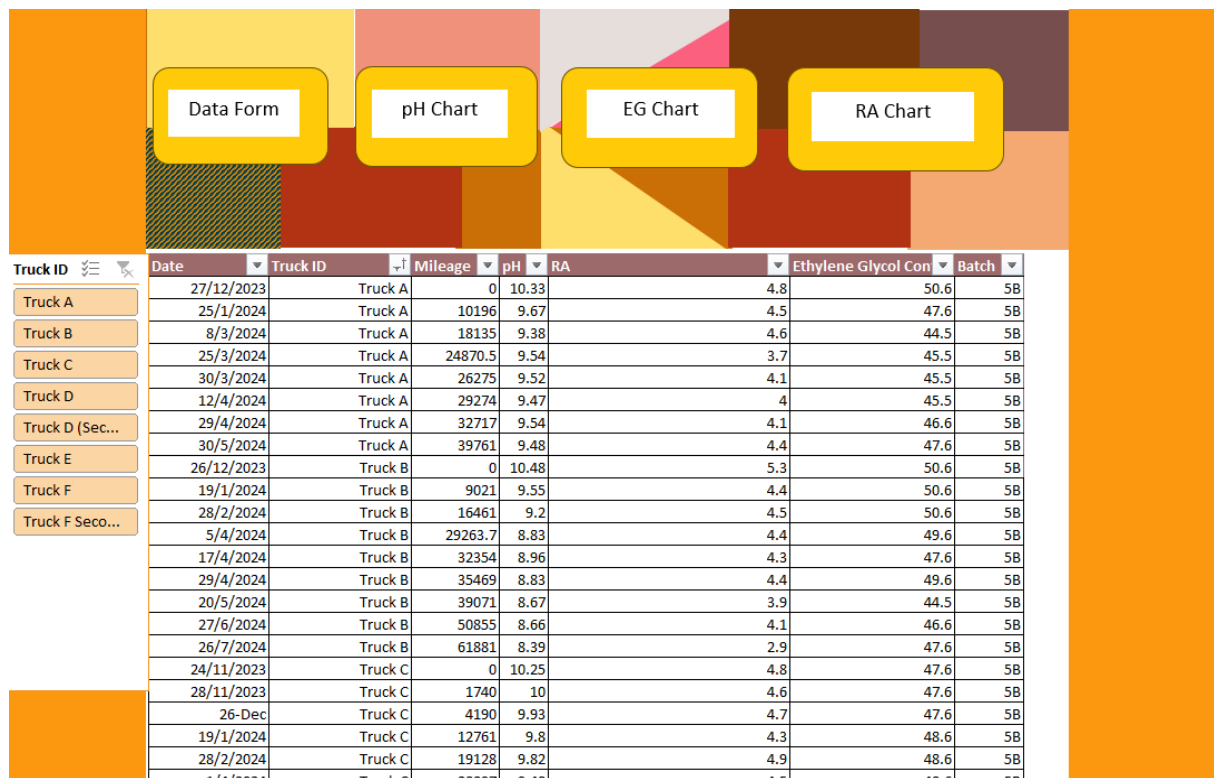 Data Form pH Chart EG Chart RA Chart
Truck ID
Truck A
Truck B
Truck C
Truck D
Truck D (Sec...
Truck E
Truck F
Truck F Seco...
Date Truck ID Mileage pH RA Ethylene Glycol Con Batch
27/12/2023 Truck A 0 10.33 4.8 50.6 5B
25/1/2024 Truck A 10196 9.67 4.5 47.6 5B
8/3/2024 Truck A 18135 9.38 4.6 44.5 5B
25/3/2024 Truck A 24870.5 9.54 3.7 45.5 5B
30/3/2024 Truck A 26275 9.52 4.1 45.5 5B
12/4/2024 Truck A 29274 9.47 4 45.5 5B
29/4/2024 Truck A 32717 9.54 4.1 46.6 5B
30/5/2024 Truck A 39761 9.48 4.4 47.6 5B
26/12/2023 Truck B 0 10.48 5.3 50.6 5B
19/1/2024 Truck B 9021 9.55 4.4 50.6 5B
28/2/2024 Truck B 16461 9.2 4.5 50.6 5B
5/4/2024 Truck B 29263.7 8.83 4.4 49.6 5B
17/4/2024 Truck B 32354 8.96 4.3 47.6 5B
29/4/2024 Truck B 35469 8.83 4.4 49.6 5B
20/5/2024 Truck B 39071 8.67 3.9 44.5 5B
27/6/2024 Truck B 50855 8.66 4.1 46.6 5B
26/7/2024 Truck B 61881 8.39 2.9 47.6 5B
24/11/2023 Truck C 0 10.25 4.8 47.6 5B
28/11/2023 Truck C 1740 10 4.6 47.6 5B
26-Dec Truck C 4190 9.93 4.7 47.6 5B
19/1/2024 Truck C 12761 9.8 4.3 48.6 5B
28/2/2024 Truck C 19128 9.82 4.9 48.6 5B